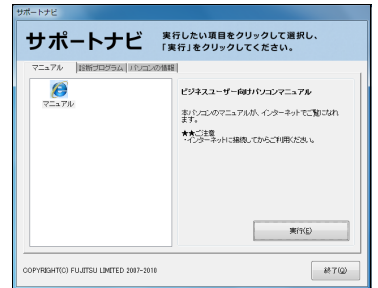 サポートナビ
サポートナビ
実行したい項目をクリックして選択し、
「実行」をクリックしてください。
マニュアル 診断プログラム パソコンの情報
マニュアル
ビジネスユーザー向けパソコンマニュアル
本パソコンのマニュアルが、インターネットでご覧になれ
ます。
★★ご注意
・インターネットに接続してからご利用ください。
実行(E)
COPYRIGHT(C) FUJITSU LIMITED 2007-2010
終了(Q)